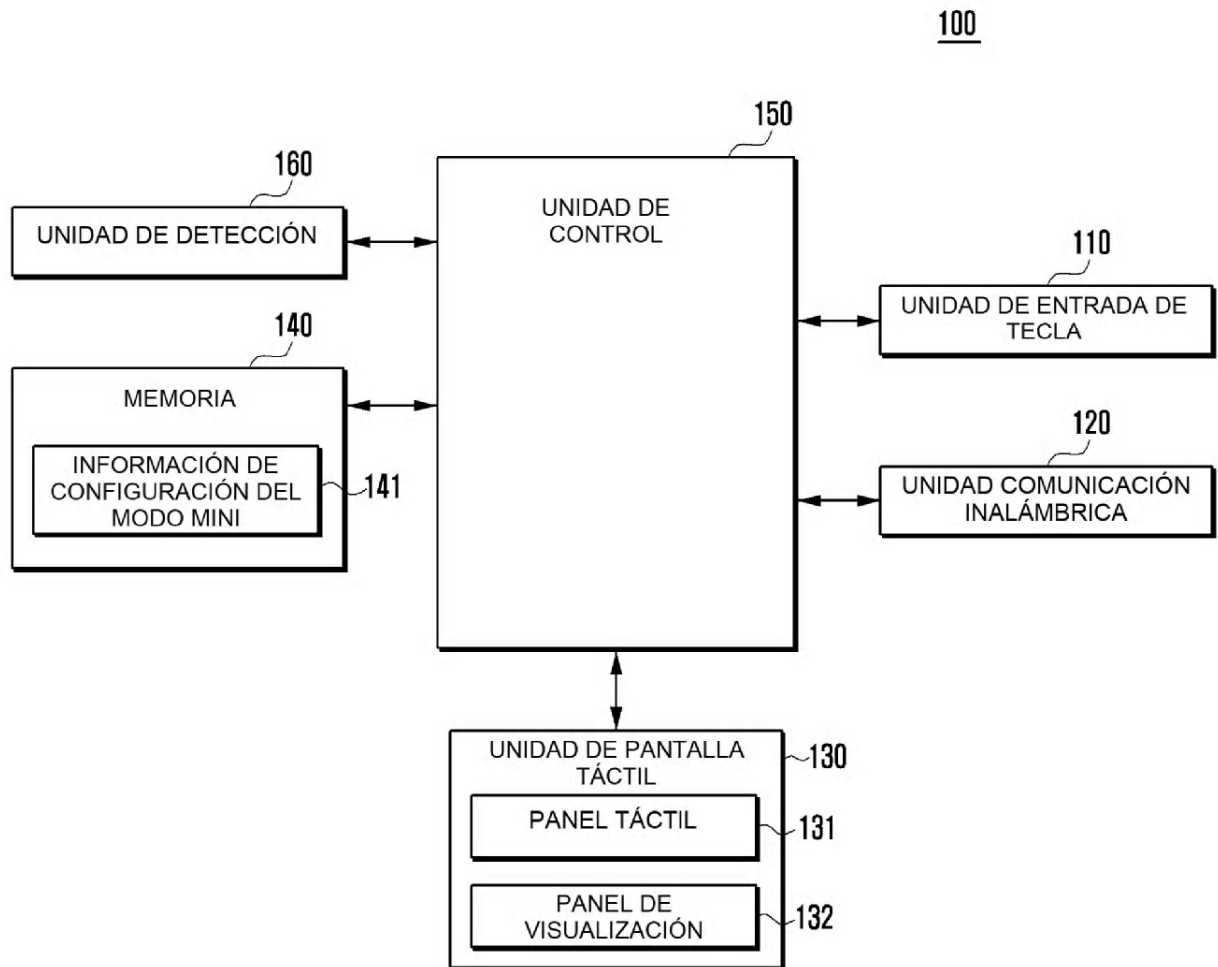 100
150
UNIDAD DE
CONTROL
160
UNIDAD DE DETECCIÓN
110
UNIDAD DE ENTRADA DE
TECLA
140
MEMORIA
INFORMACIÓN DE
CONFIGURACIÓN DEL
MODO MINI
141
120
UNIDAD COMUNICACIÓN
INALÁMBRICA
UNIDAD DE PANTALLA
TÁCTIL
130
PANEL TÁCTIL
131
PANEL DE
VISUALIZACIÓN
132